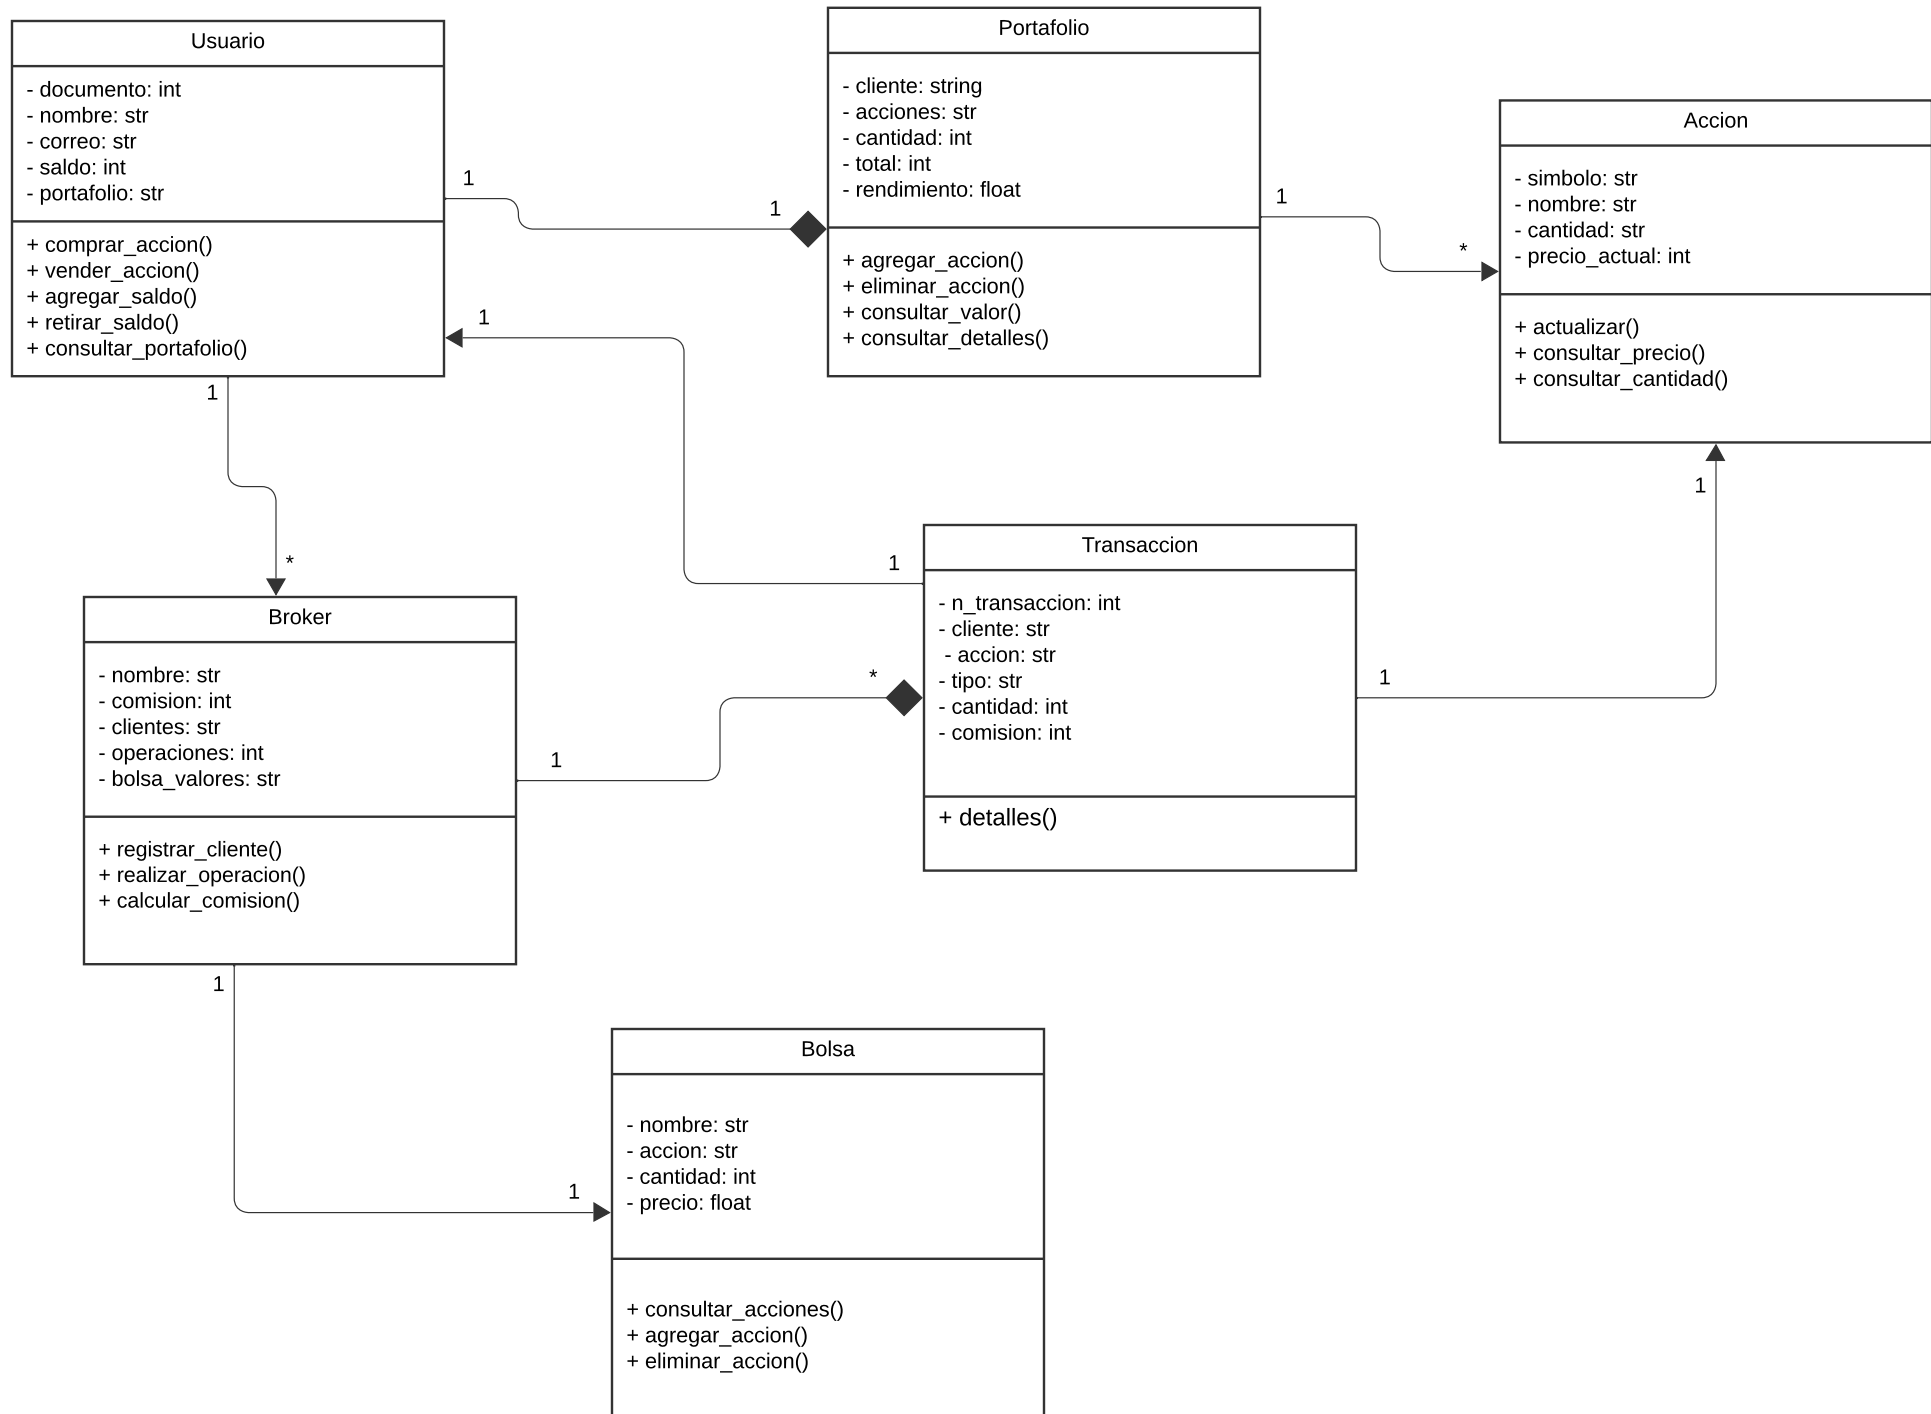 Usuario
- documento: int
- nombre: str
- correo: str
- saldo: int
- portafolio: str
+ comprar_accion()
+ vender_accion()
+ agregar_saldo()
+ retirar_saldo()
+ consultar_portafolio()
1
1
Portafolio
- cliente: string
- acciones: str
- cantidad: int
- total: int
- rendimiento: float
+ agregar_accion()
+ eliminar_accion()
+ consultar_valor()
+ consultar_detalles()
1
*
Accion
- simbolo: str
- nombre: str
- cantidad: str
- precio_actual: int
+ actualizar()
+ consultar_precio()
+ consultar_cantidad()
1
1
1
*
Broker
- nombre: str
- comision: int
- clientes: str
- operaciones: int
- bolsa_valores: str
+ registrar_cliente()
+ realizar_operacion()
+ calcular_comision()
1
*
Transaccion
- n_transaccion: int
- cliente: str
- accion: str
- tipo: str
- cantidad: int
- comision: int
+ detalles()
1
1
1
1
Bolsa
- nombre: str
- accion: str
- cantidad: int
- precio: float
+ consultar_acciones()
+ agregar_accion()
+ eliminar_accion()